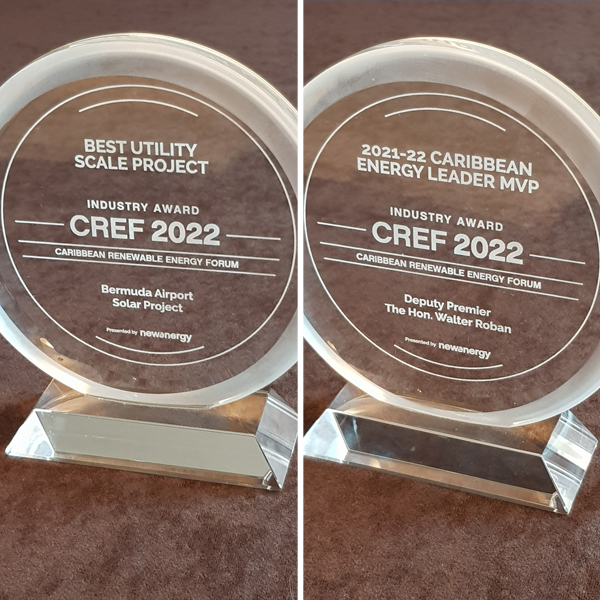 BEST UTILITY
SCALE PROJECT
INDUSTRY AWARD
CREF 2022
CARIBBEAN RENEWABLE ENERGY FORUM
Bermuda Airport
Solar Project
Presented by newenergy
2021-22 CARIBBEAN
ENERGY LEADER MVP
INDUSTRY AWARD
CREF 2022
CARIBBEAN RENEWABLE ENERGY FORUM
Deputy Premier
The Hon. Walter Roban
Presented by newenergy